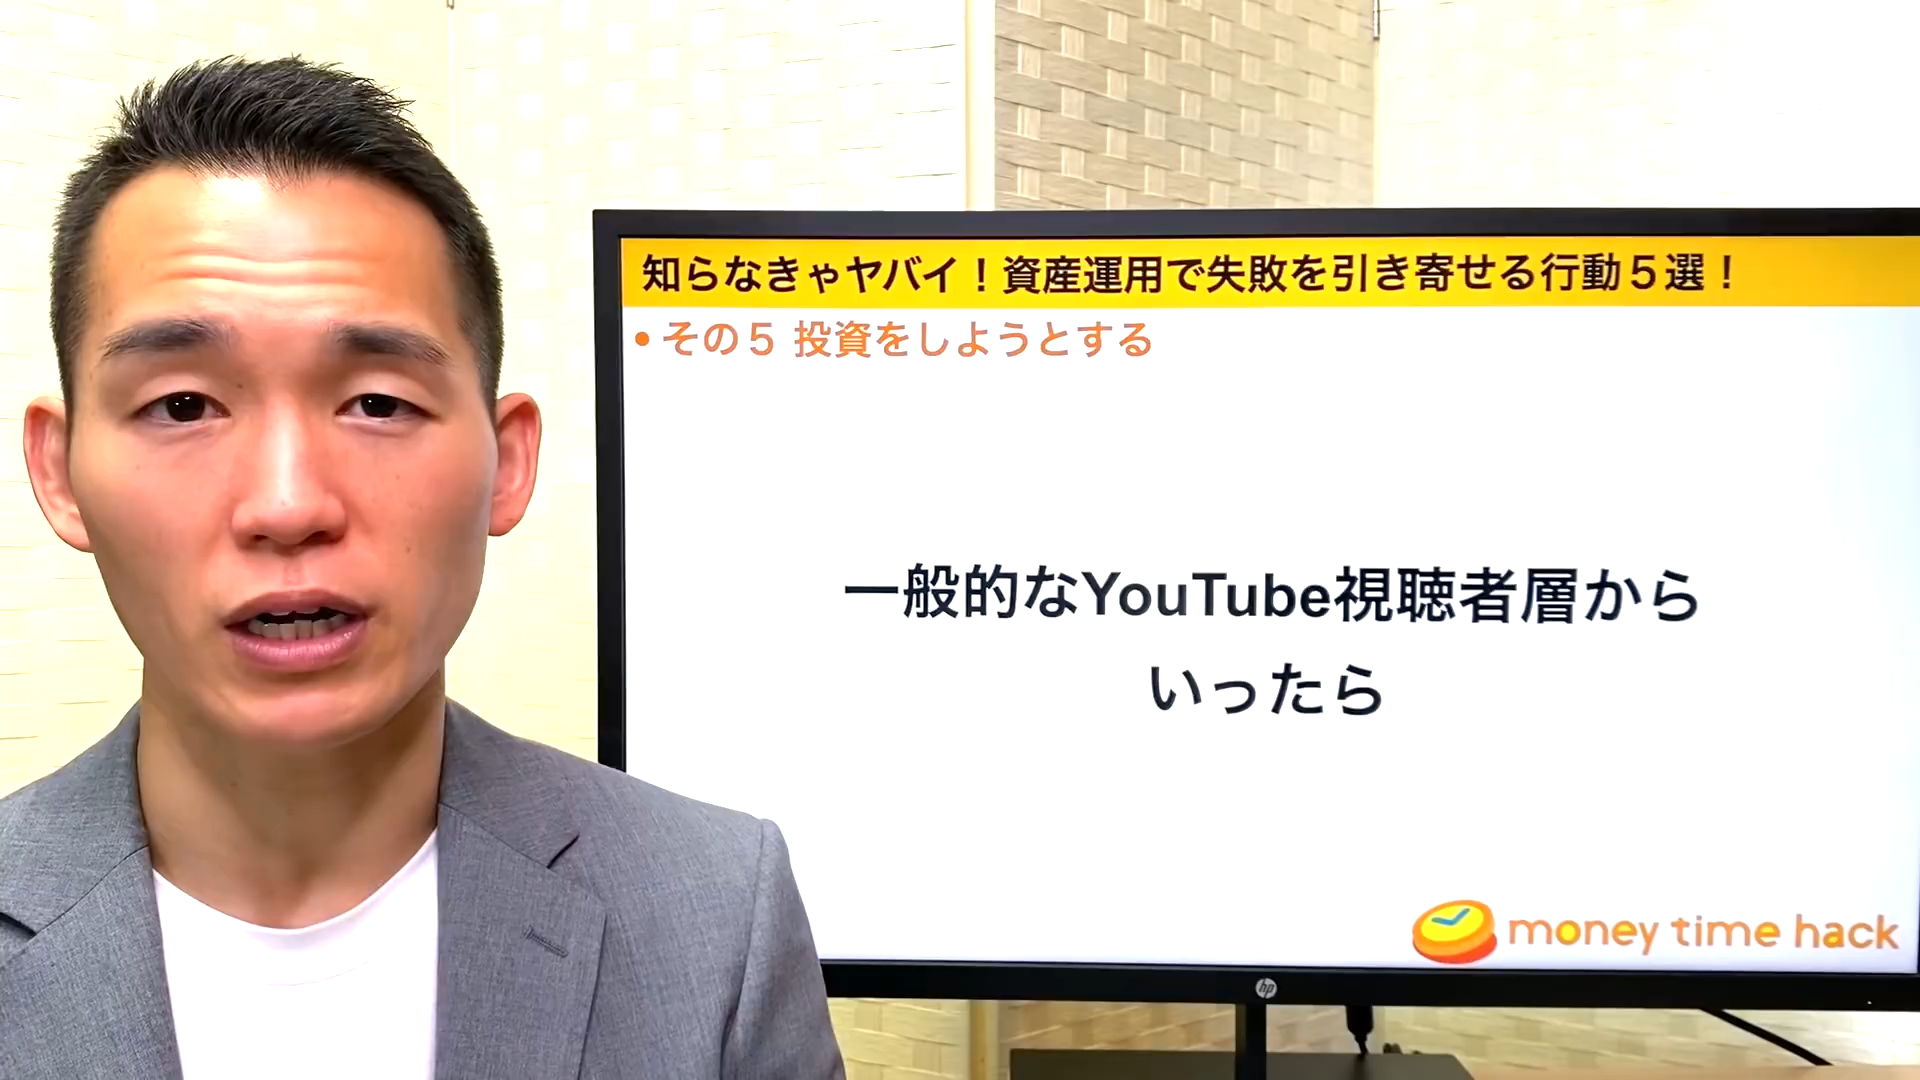 知らなきゃヤバイ！資産運用で失敗を引き寄せる行動５選！
• その５ 投資をしようとする
一般的なYouTube視聴者層から
いったら
money time hack
hp